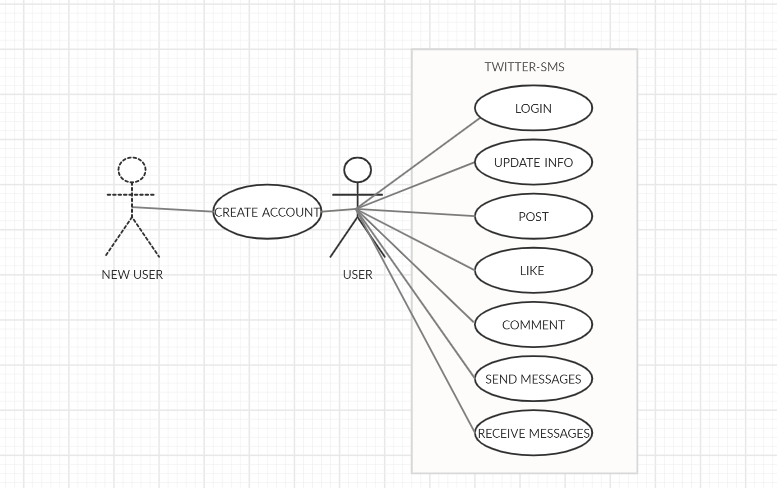 TWITTER-SMS
LOGIN
UPDATE INFO
CREATE ACCOUNT
POST
NEW USER
USER
LIKE
COMMENT
SEND MESSAGES
RECEIVE MESSAGES